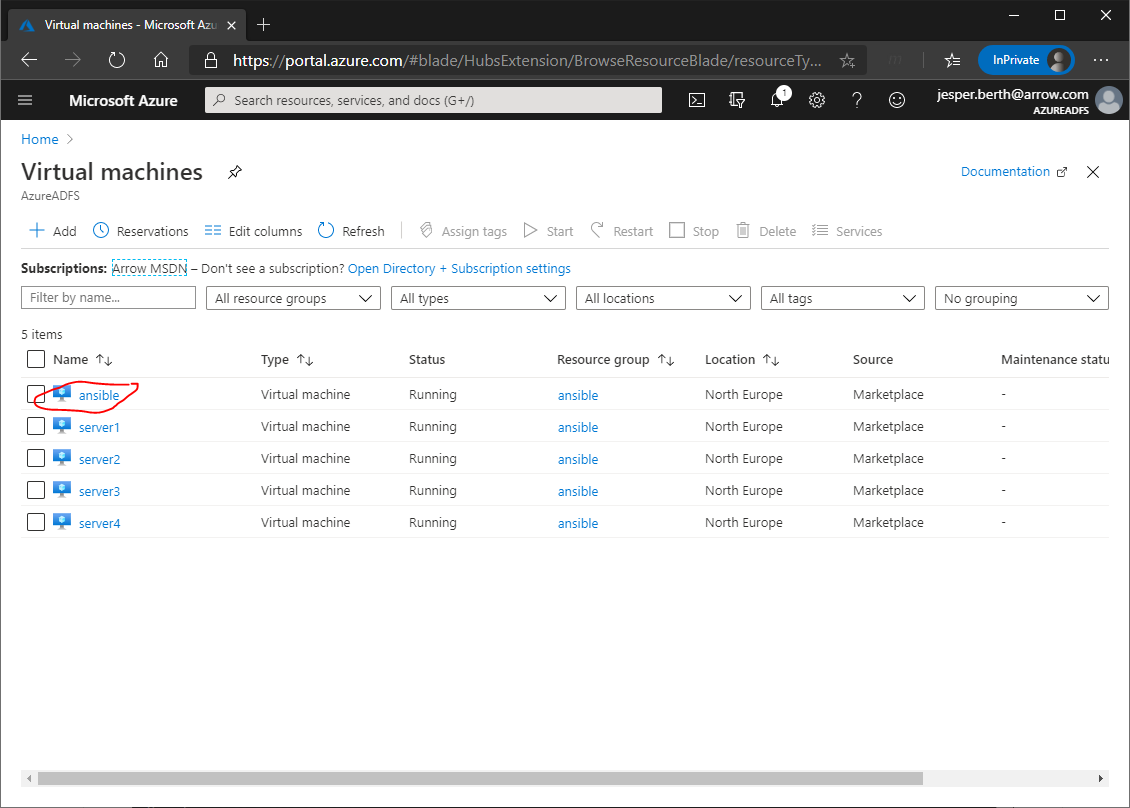 Virtual machines - Microsoft Azu
https://portal.azure.com/#blade/HubsExtension/BrowseResourceBlade/resourceTy...
InPrivate
Microsoft Azure
Search resources, services, and docs (G+/)
1
jesper.berth@arrow.com
AZUREADFS
Home
Virtual machines
Documentation
AzureADFS
Add Reservations Edit columns Refresh Assign tags Start Restart Stop Delete Services
Subscriptions: Arrow MSDN – Don't see a subscription? Open Directory + Subscription settings
Filter by name... All resource groups All types All locations All tags No grouping
5 items
Name Type Status Resource group Location Source Maintenance statu
ansible Virtual machine Running ansible North Europe Marketplace -
server1 Virtual machine Running ansible North Europe Marketplace -
server2 Virtual machine Running ansible North Europe Marketplace -
server3 Virtual machine Running ansible North Europe Marketplace -
server4 Virtual machine Running ansible North Europe Marketplace -